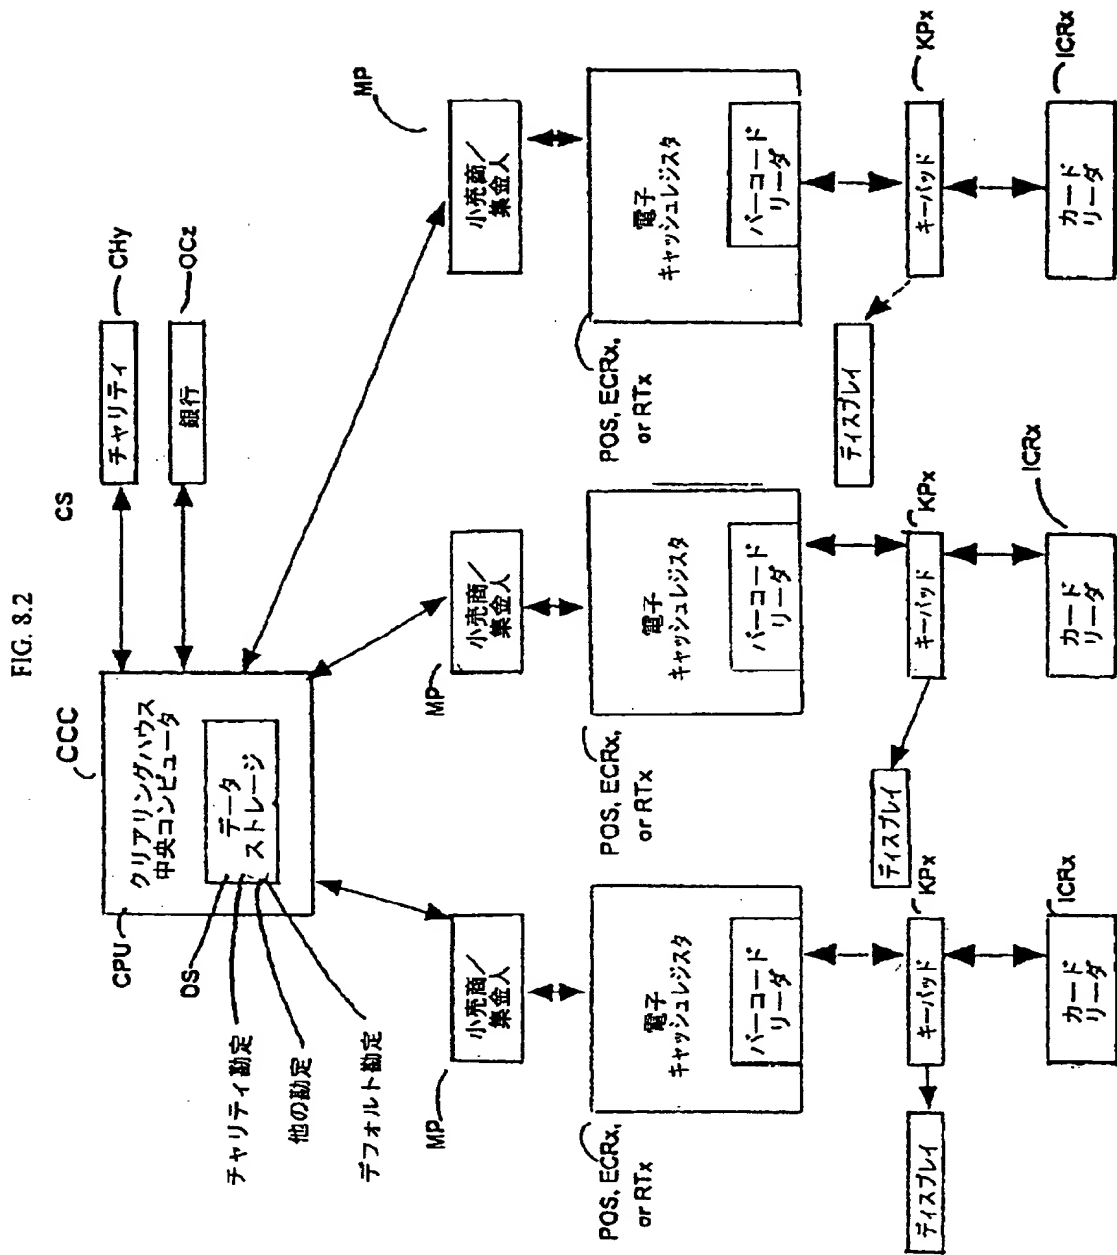 FIG. 8.2
CS
CCC
CPU
クリアリングハウス
中央コンピュータ
データ
ストレージ
DS
チャリティ勘定
他の勘定
デフォルト勘定
チャリティ
CHy
銀行
OCz
MP
小売商/
集金人
MP
小売商/
集金人
MP
小売商/
集金人
POS, ECRx,
or RTx
電子
キャッシュレジスタ
バーコード
リーダ
POS, ECRx,
or RTx
電子
キャッシュレジスタ
バーコード
リーダ
POS, ECRx,
or RTx
電子
キャッシュレジスタ
バーコード
リーダ
ディスプレイ
キーパッド
KPx
ディスプレイ
キーパッド
KPx
ディスプレイ
キーパッド
KPx
カード
リーダ
ICRx
カード
リーダ
ICRx
カード
リーダ
ICRx